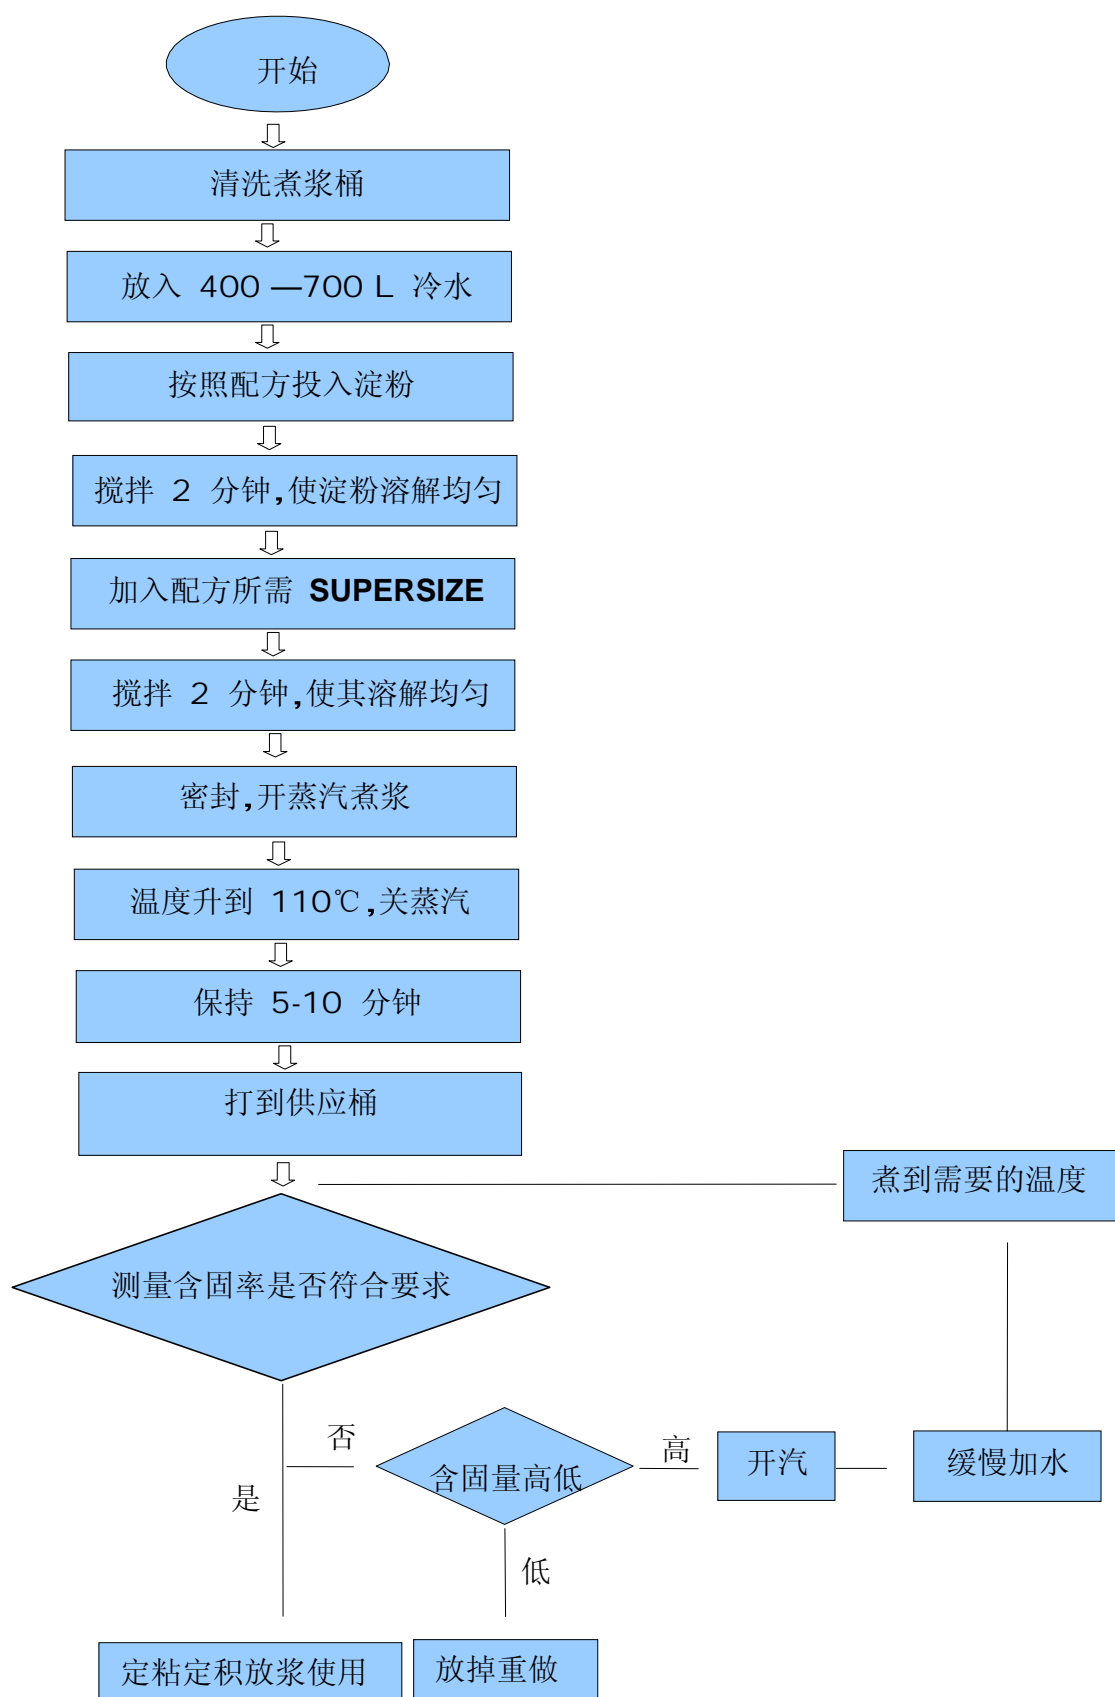 开始
清洗煮浆桶
放入 400 —700 L 冷水
按照配方投入淀粉
搅拌 2 分钟,使淀粉溶解均匀
加入配方所需 SUPERSIZE
搅拌 2 分钟,使其溶解均匀
密封,开蒸汽煮浆
温度升到 110℃,关蒸汽
保持 5-10 分钟
打到供应桶
煮到需要的温度
测量含固率是否符合要求
否
高
开汽
缓慢加水
含固量高低
是
低
定粘定积放浆使用
放掉重做